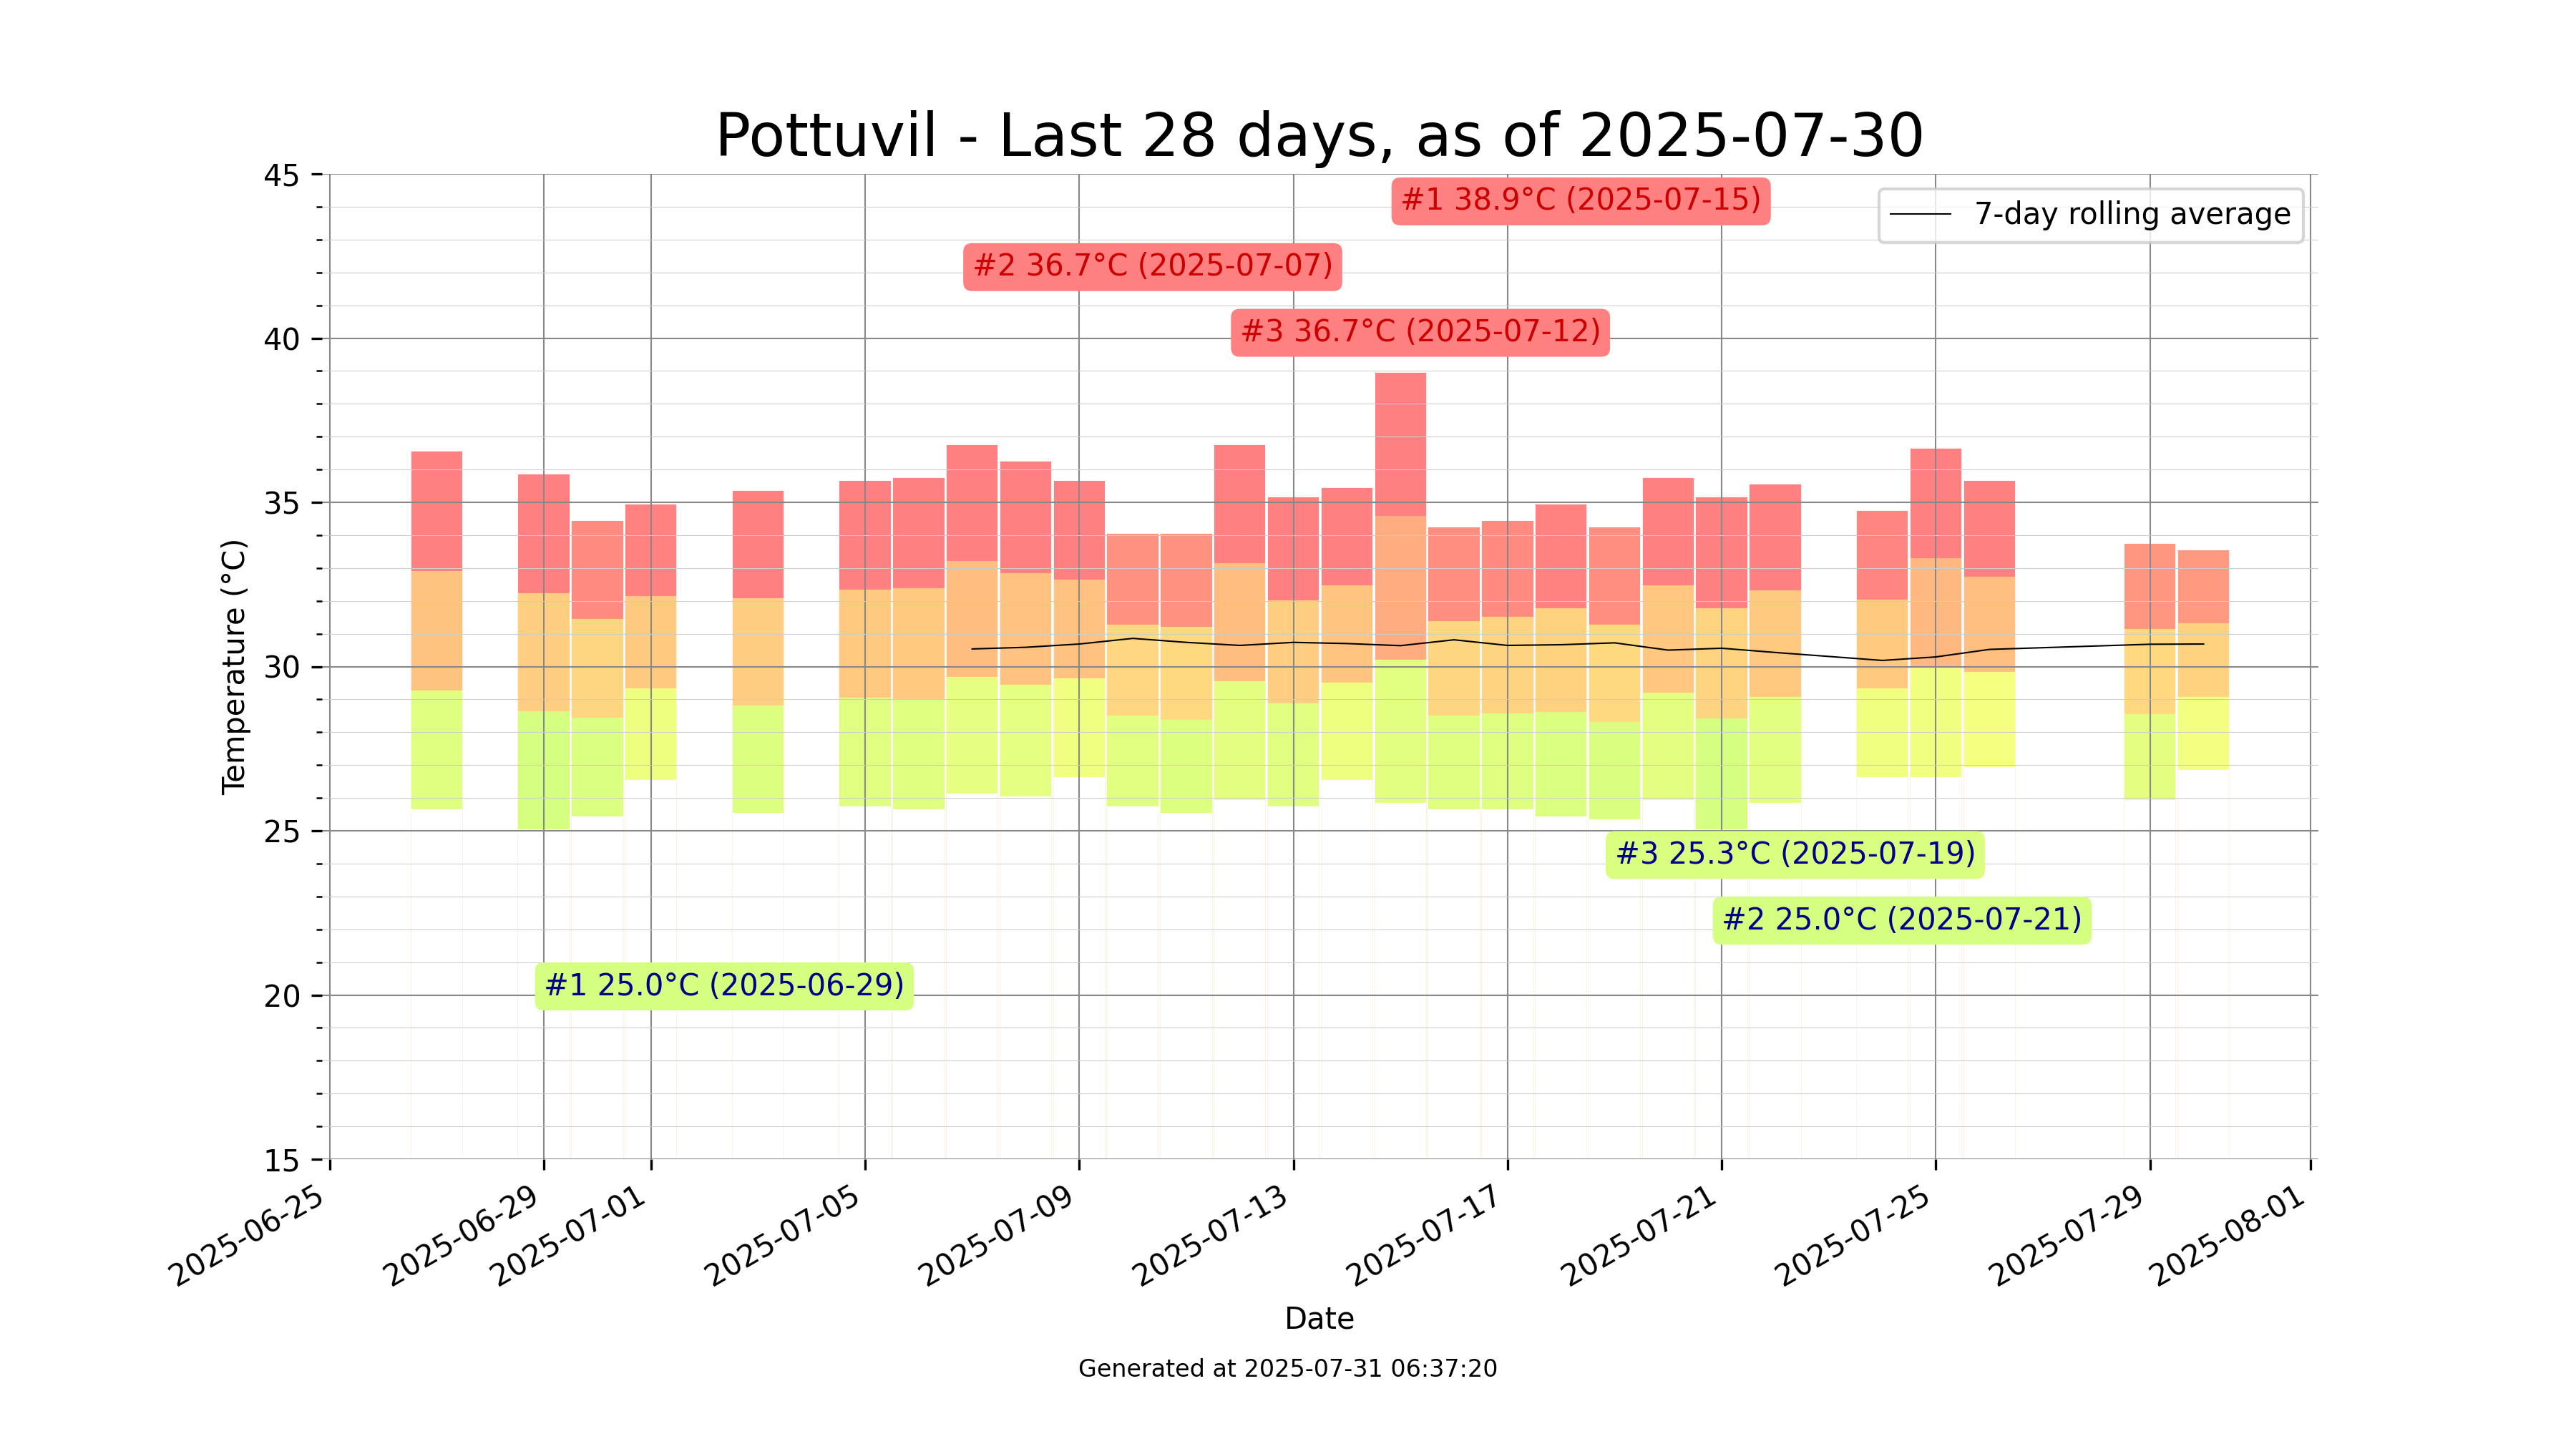 Pottuvil - Last 28 days, as of 2025-07-30
45
40
35
30
25
20
15
Temperature (°C)
#1 38.9°C (2025-07-15)
#2 36.7°C (2025-07-07)
#3 36.7°C (2025-07-12)
7-day rolling average
#3 25.3°C (2025-07-19)
#2 25.0°C (2025-07-21)
#1 25.0°C (2025-06-29)
2025-06-25
2025-06-29
2025-07-01
2025-07-05
2025-07-09
2025-07-13
2025-07-17
2025-07-21
2025-07-25
2025-07-29
2025-08-01
Date
Generated at 2025-07-31 06:37:20